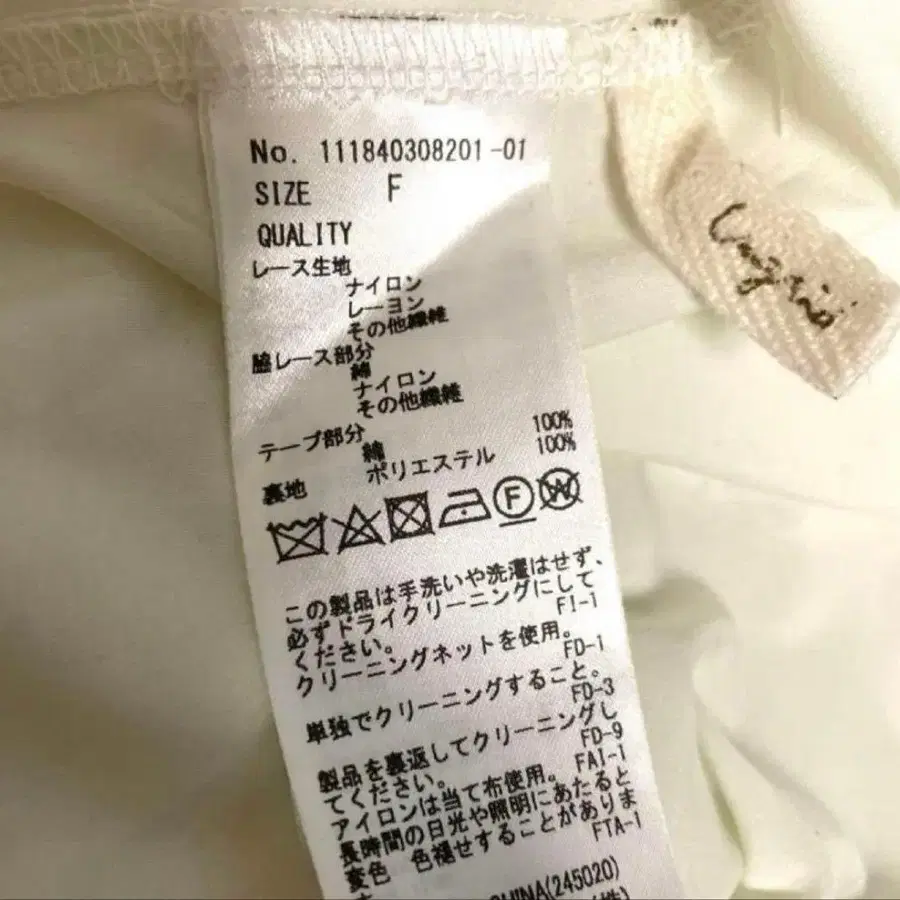 No. 111840308201-01
SIZE F
QUALITY
レース生地
ナイロン
レーヨン
その他繊維
脇レース部分
綿
ナイロン
その他繊維
テープ部分
綿 100%
裏地 ポリエステル 100%
F W
この製品は手洗いや洗濯はせず、
必ずドライクリーニングにして
ください。 FI-1
クリーニングネットを使用。
FD-1
単独でクリーニングすること。
FD-3
製品を裏返してクリーニングし
てください。 FD-9
アイロンは当て布使用。 FAI-1
長時間の日光や照明にあたると
変色 色褪せすることがありま
FTA-1
CHINA(245020)